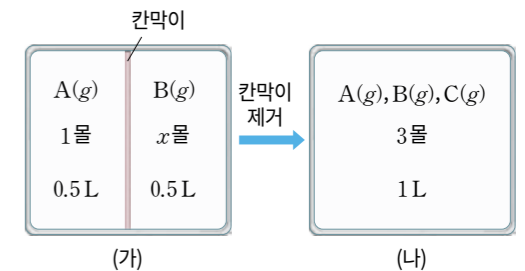 칸막이
A(g)
1몰
0.5 L
B(g)
x몰
0.5 L
칸막이
제거
A(g), B(g), C(g)
3몰
1 L
(가)
(나)